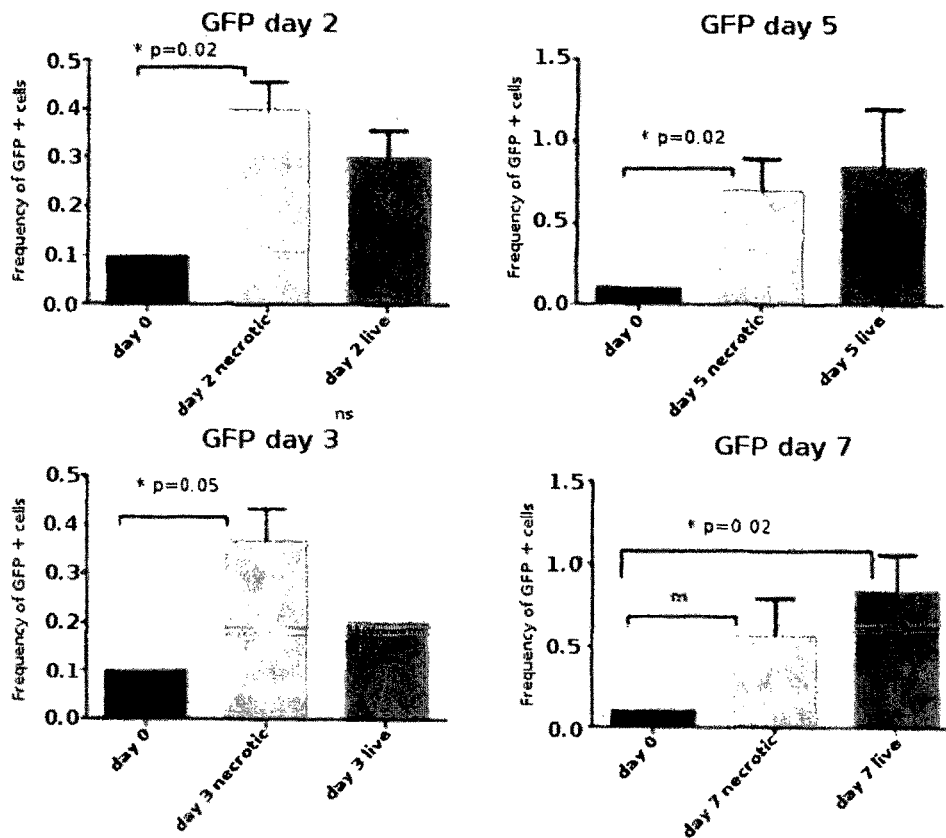 GFP day 2
* p=0.02
Frequency of GFP + cells
0.5
0.4
0.3
0.2
0.1
0.0
day 0
day 2 necrotic
day 2 live
GFP day 5
* p=0.02
Frequency of GFP + cells
1.5
1.0
0.5
0.0
day 0
day 5 necrotic
day 5 live
ns
GFP day 3
* p=0.05
Frequency of GFP + cells
0.5
0.4
0.3
0.2
0.1
0.0
day 0
day 3 necrotic
day 3 live
GFP day 7
* p=0 02
m
Frequency of GFP + cells
1.5
1.0
0.5
0.0
day 0
day 7 necrotic
day 7 live